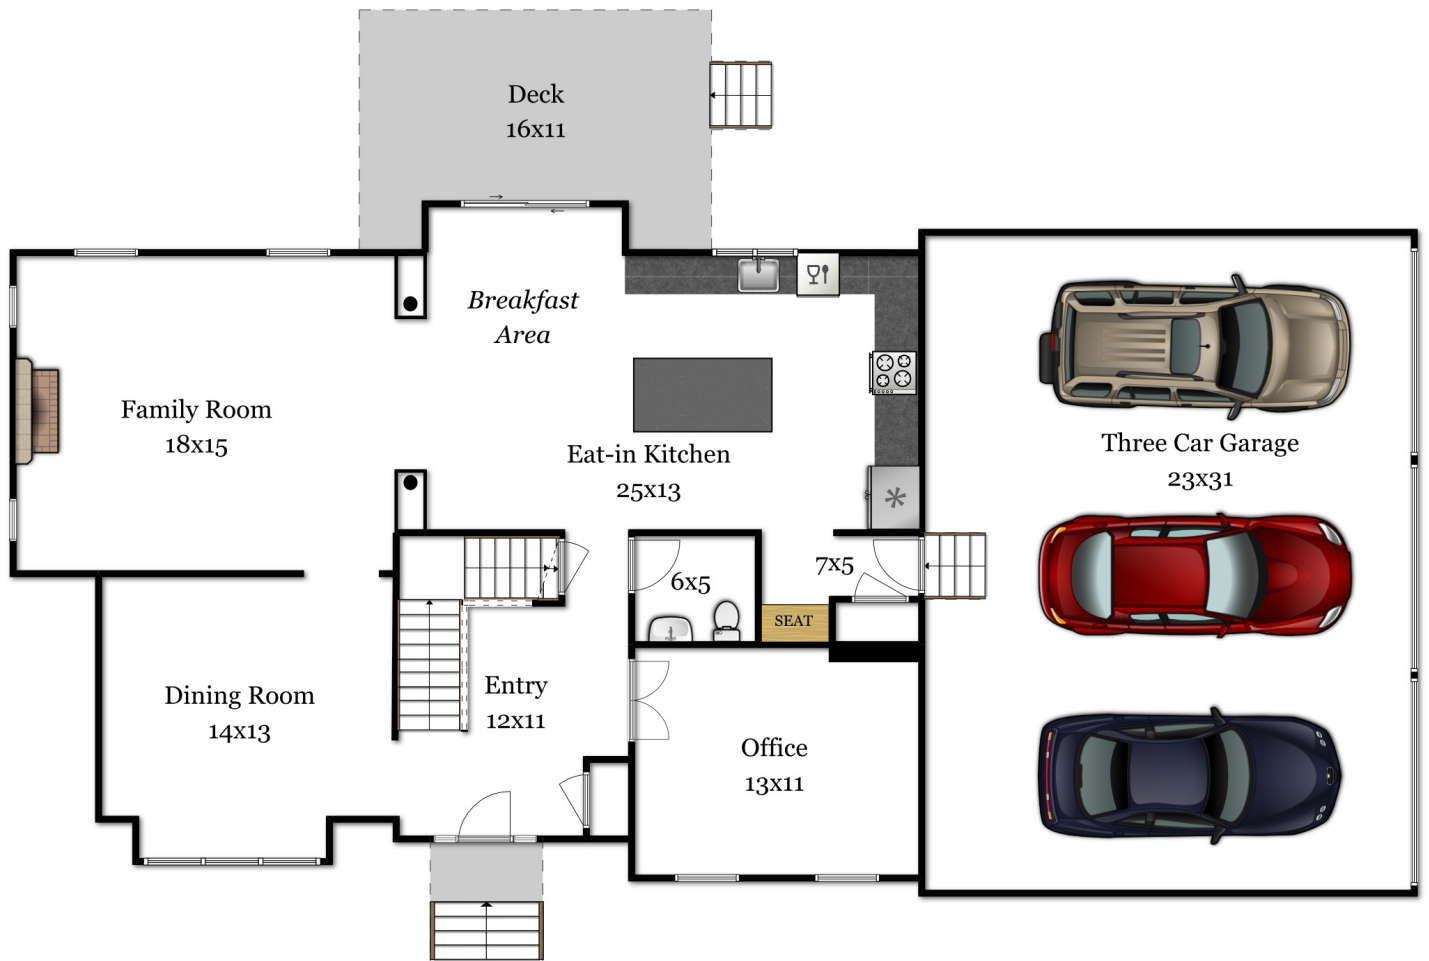 Deck
16x11
Breakfast
Area
Family Room
18x15
Eat-in Kitchen
25x13
Three Car Garage
23x31
7x5
6x5
SEAT
Entry
12x11
Dining Room
14x13
Office
13x11